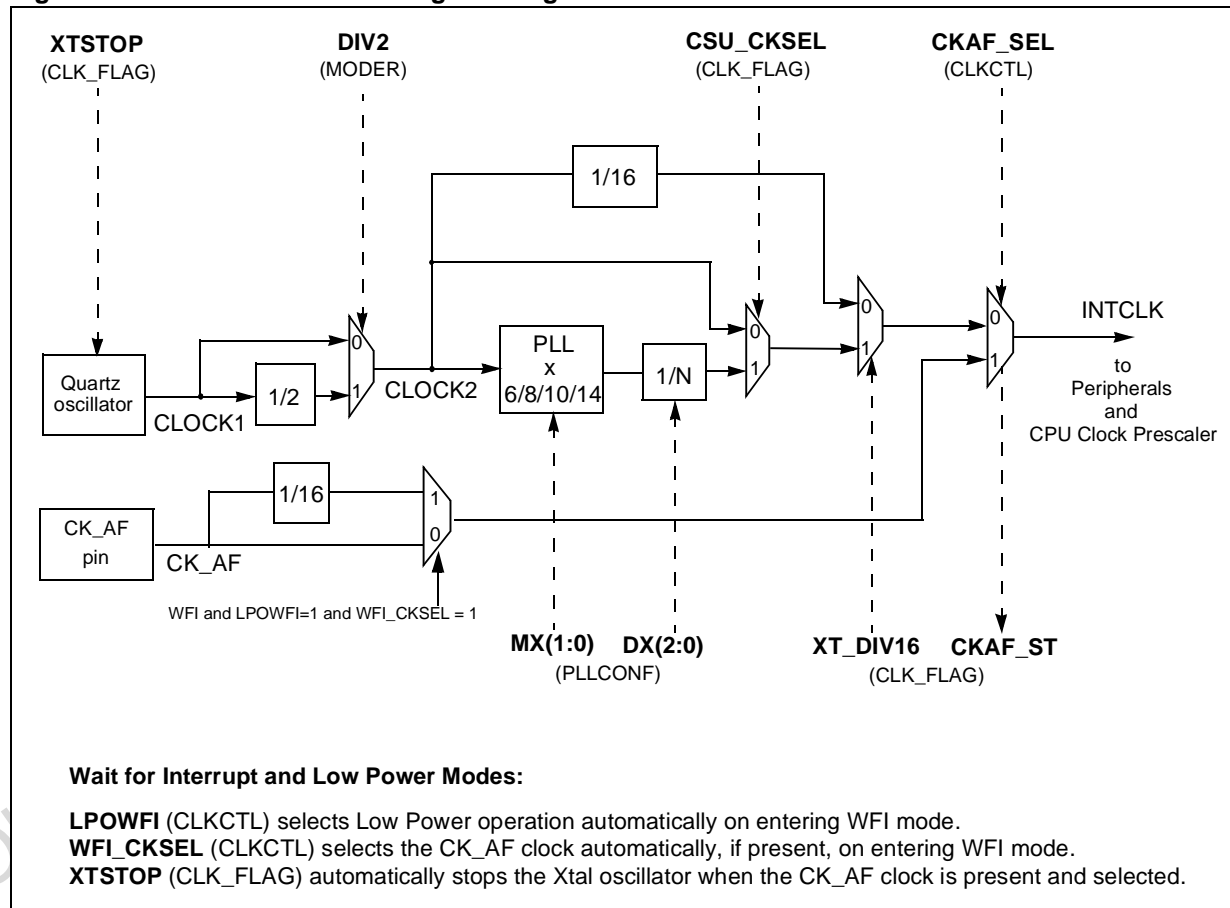 XTSTOP
(CLK_FLAG)
DIV2
(MODER)
CSU_CKSEL
(CLK_FLAG)
CKAF_SEL
(CLKCTL)
1/16
0
0
INTCLK
0
0
PLL
x
6/8/10/14
1/N
1
1
1
to
Peripherals
and
CPU Clock Prescaler
Quartz
oscillator
CLOCK1
1/2
1
CLOCK2
1/16
1
0
CK_AF
pin
CK_AF
WFI and LPOWFI=1 and WFI_CKSEL = 1
MX(1:0)
DX(2:0)
(PLLCONF)
XT_DIV16
CKAF_ST
(CLK_FLAG)
Wait for Interrupt and Low Power Modes:
LPOWFI (CLKCTL) selects Low Power operation automatically on entering WFI mode.
WFI_CKSEL (CLKCTL) selects the CK_AF clock automatically, if present, on entering WFI mode.
XTSTOP (CLK_FLAG) automatically stops the Xtal oscillator when the CK_AF clock is present and selected.